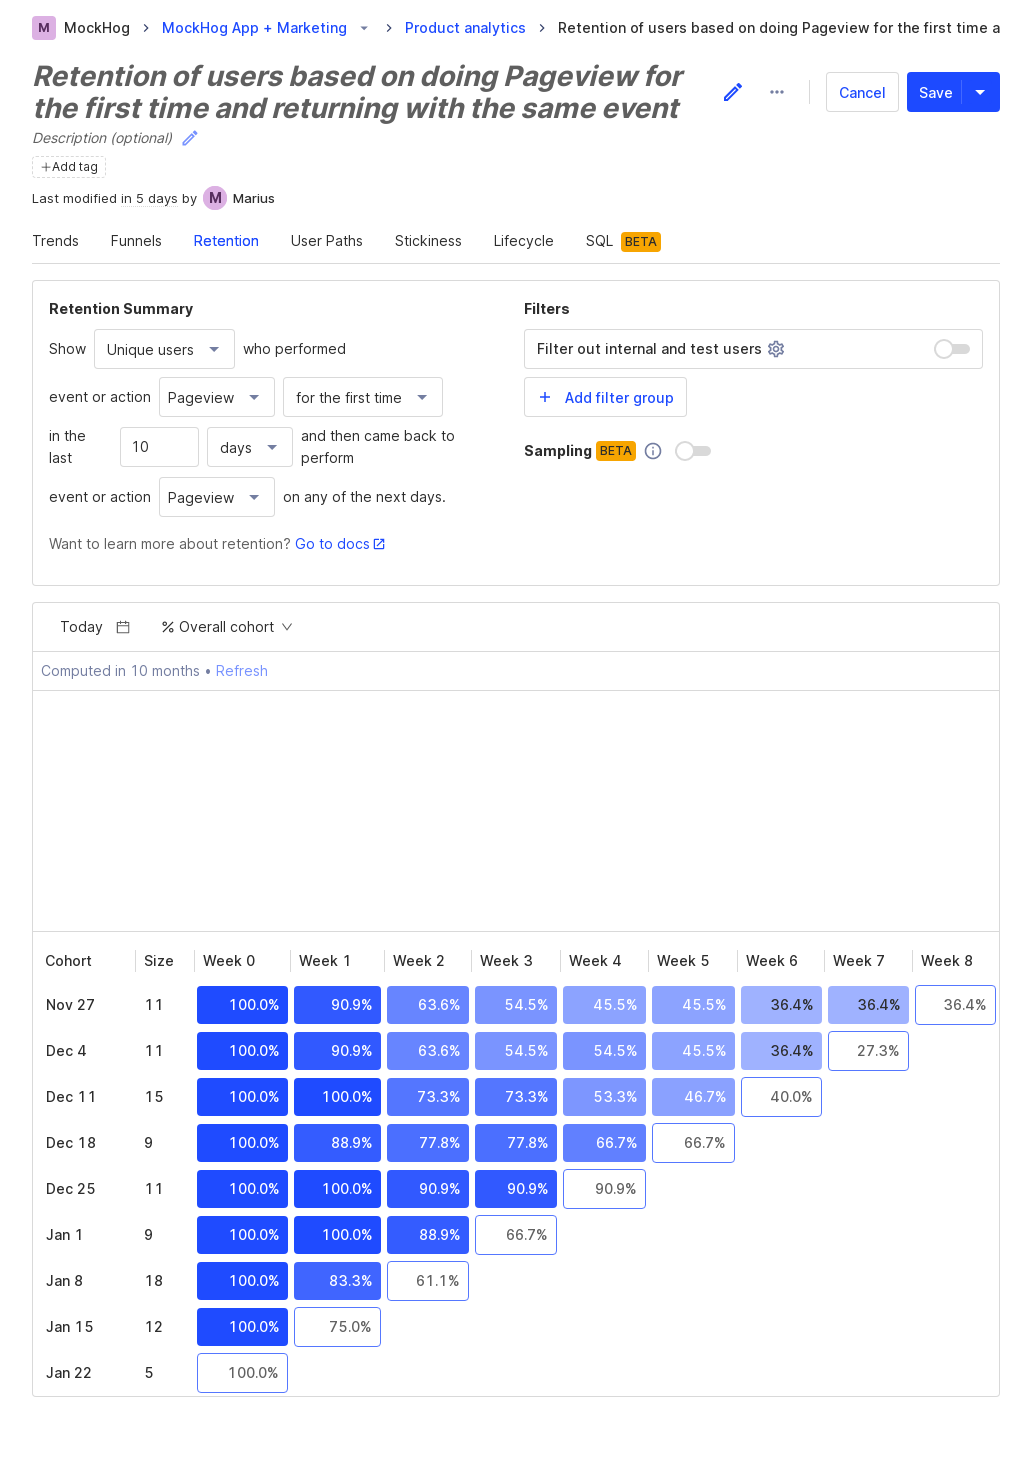 M MockHog MockHog App + Marketing Product analytics Retention of users based on doing Pageview for the first time a
Retention of users based on doing Pageview for
the first time and returning with the same event
Cancel Save
Description (optional)
+Add tag
Last modified in 5 days by M Marius
Trends Funnels Retention User Paths Stickiness Lifecycle SQL BETA
Retention Summary
Show Unique users who performed
event or action Pageview for the first time
in the last 10 days and then came back to perform
event or action Pageview on any of the next days.
Want to learn more about retention? Go to docs
Filters
Filter out internal and test users
+ Add filter group
Sampling BETA
Today % Overall cohort
Computed in 10 months • Refresh
Cohort Size Week 0 Week 1 Week 2 Week 3 Week 4 Week 5 Week 6 Week 7 Week 8
Nov 27 11 100.0% 90.9% 63.6% 54.5% 45.5% 45.5% 36.4% 36.4% 36.4%
Dec 4 11 100.0% 90.9% 63.6% 54.5% 54.5% 45.5% 36.4% 27.3%
Dec 11 15 100.0% 100.0% 73.3% 73.3% 53.3% 46.7% 40.0%
Dec 18 9 100.0% 88.9% 77.8% 77.8% 66.7% 66.7%
Dec 25 11 100.0% 100.0% 90.9% 90.9% 90.9%
Jan 1 9 100.0% 100.0% 88.9% 66.7%
Jan 8 18 100.0% 83.3% 61.1%
Jan 15 12 100.0% 75.0%
Jan 22 5 100.0%